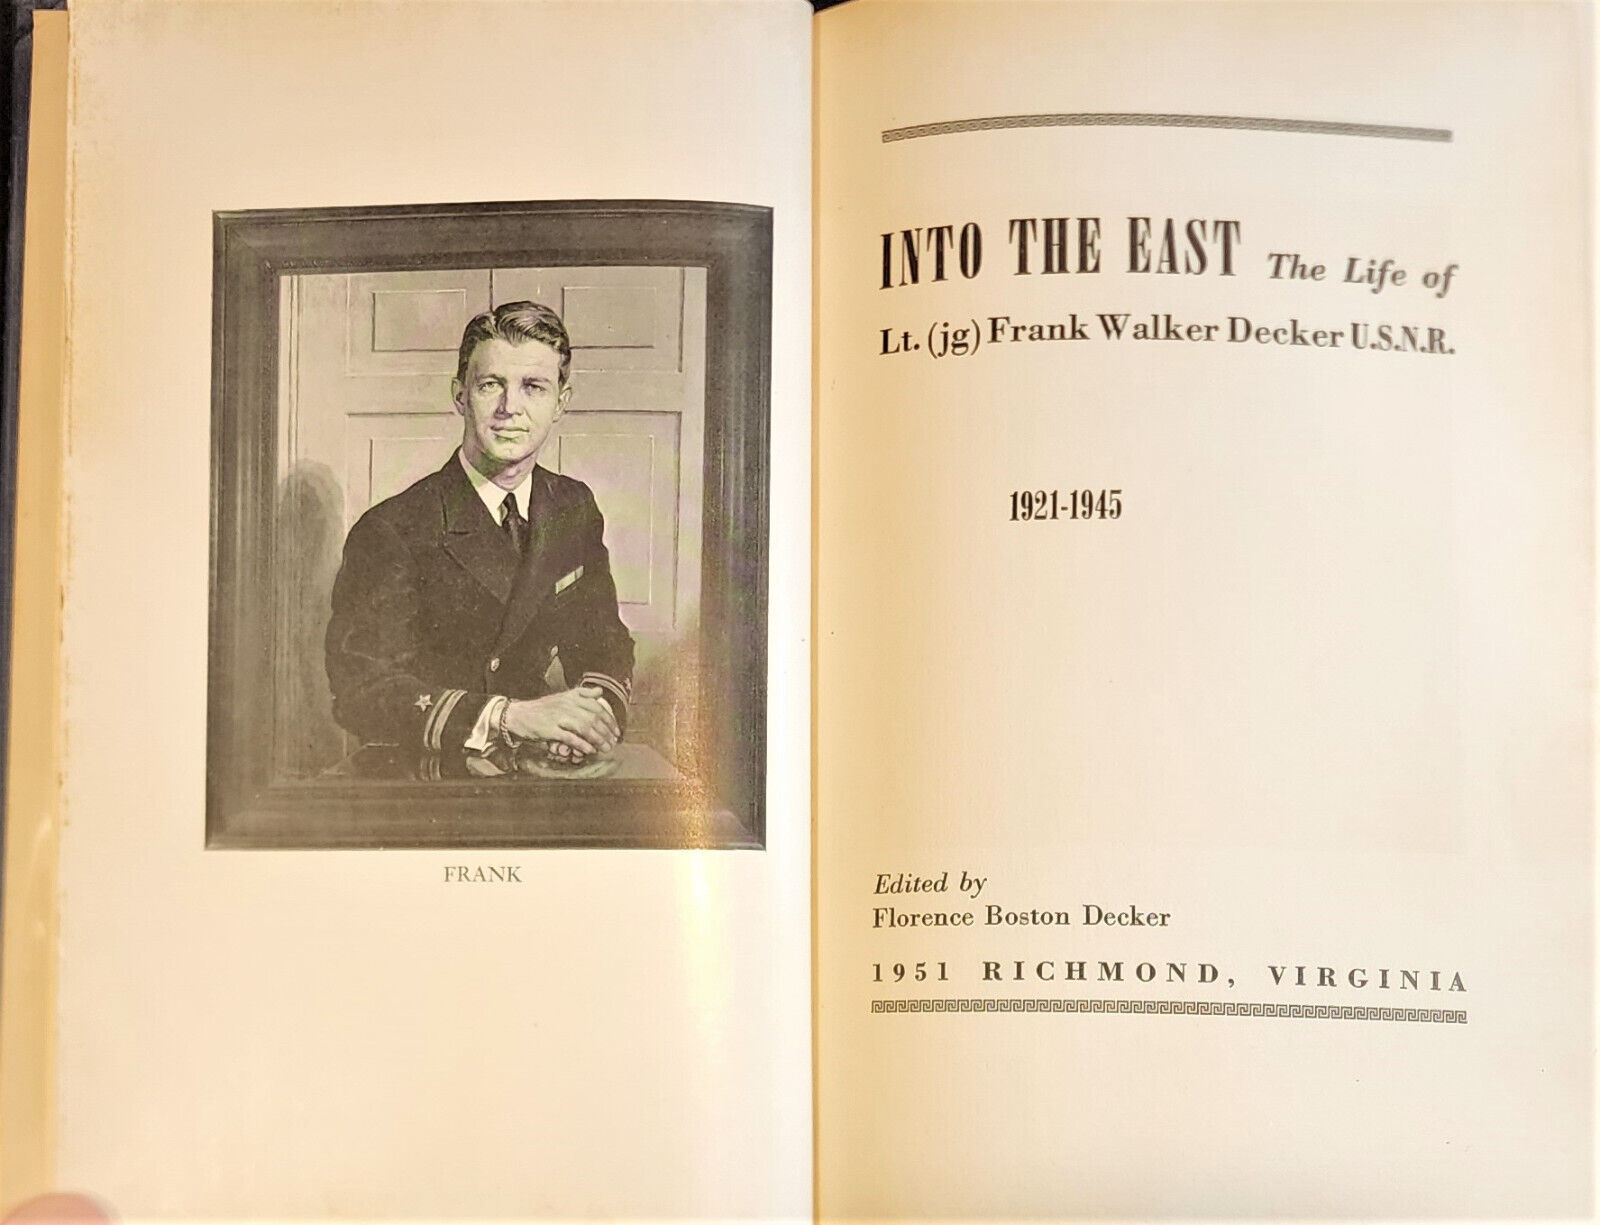 FRANK
INTO THE EAST The Life of
Lt. (jg) Frank Walker Decker U.S.N.R.
1921-1945
Edited by
Florence Boston Decker
1951 RICHMOND, VIRGINIA